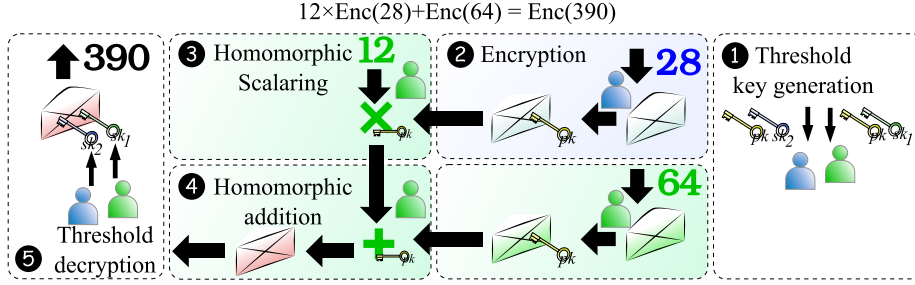 12×Enc(28)+Enc(64) = Enc(390)
390
sk2
sk1
Threshold
decryption
5
3 Homomorphic
Scalaring
12
pk
4 Homomorphic
addition
pk
2 Encryption
28
pk
64
pk
1 Threshold
key generation
pk
sk2
pk
sk1